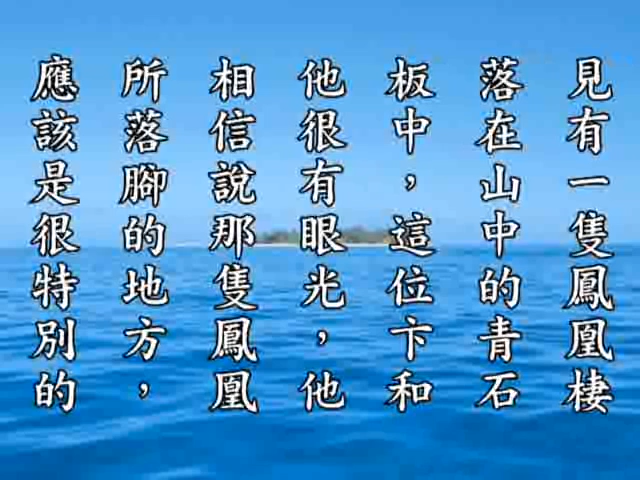 見有一隻鳳凰棲
落在山中的青石
板中，這位卞和
他很有眼光，他
相信說那隻鳳凰
所落腳的地方，
應該是很特別的